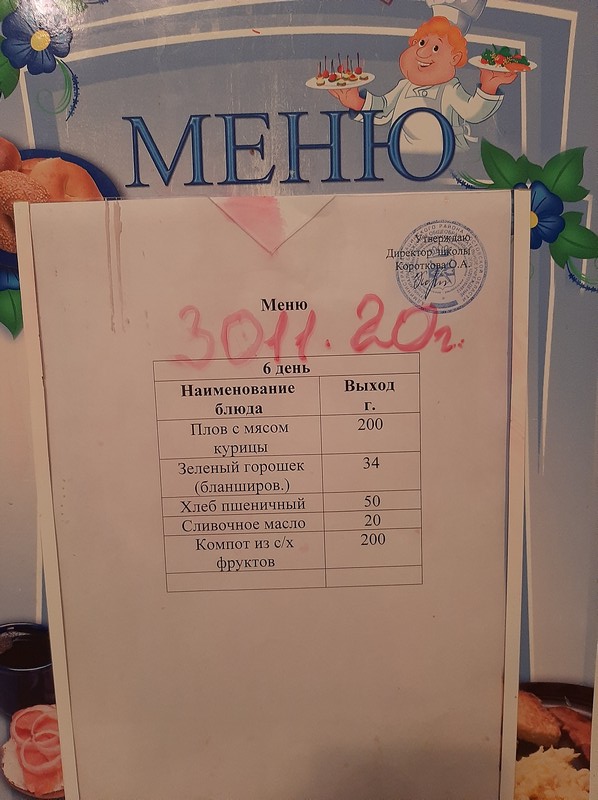 МЕНЮ
Утверждаю
Директор школы
Короткова О.А.
Меню
30 11. 20г.
6 день
Наименование блюда
Выход г.
Плов с мясом курицы
200
Зеленый горошек (бланширов.)
34
Хлеб пшеничный
50
Сливочное масло
20
Компот из с/х фруктов
200